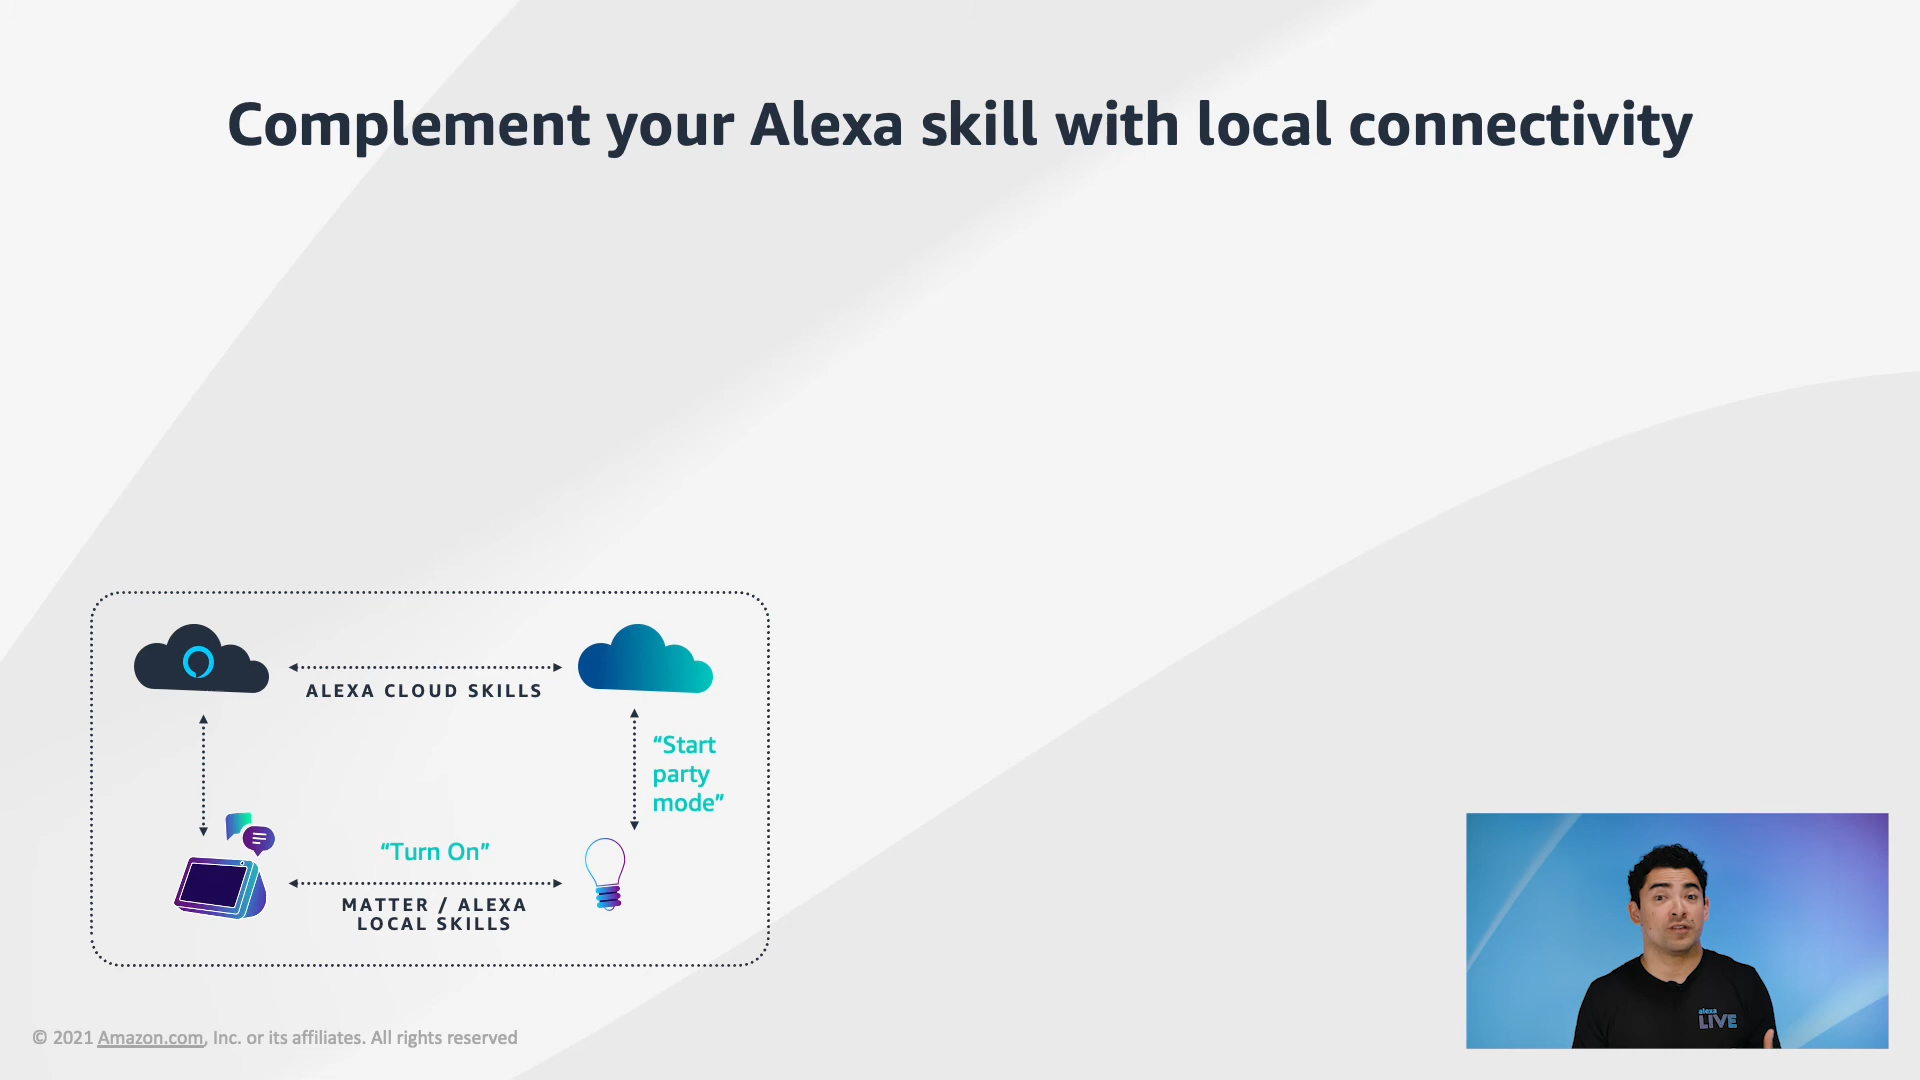 Complement your Alexa skill with local connectivity
ALEXA CLOUD SKILLS
“Start
party
mode”
“Turn On”
MATTER / ALEXA
LOCAL SKILLS
alexa
LIVE
© 2021 Amazon.com, Inc. or its affiliates. All rights reserved